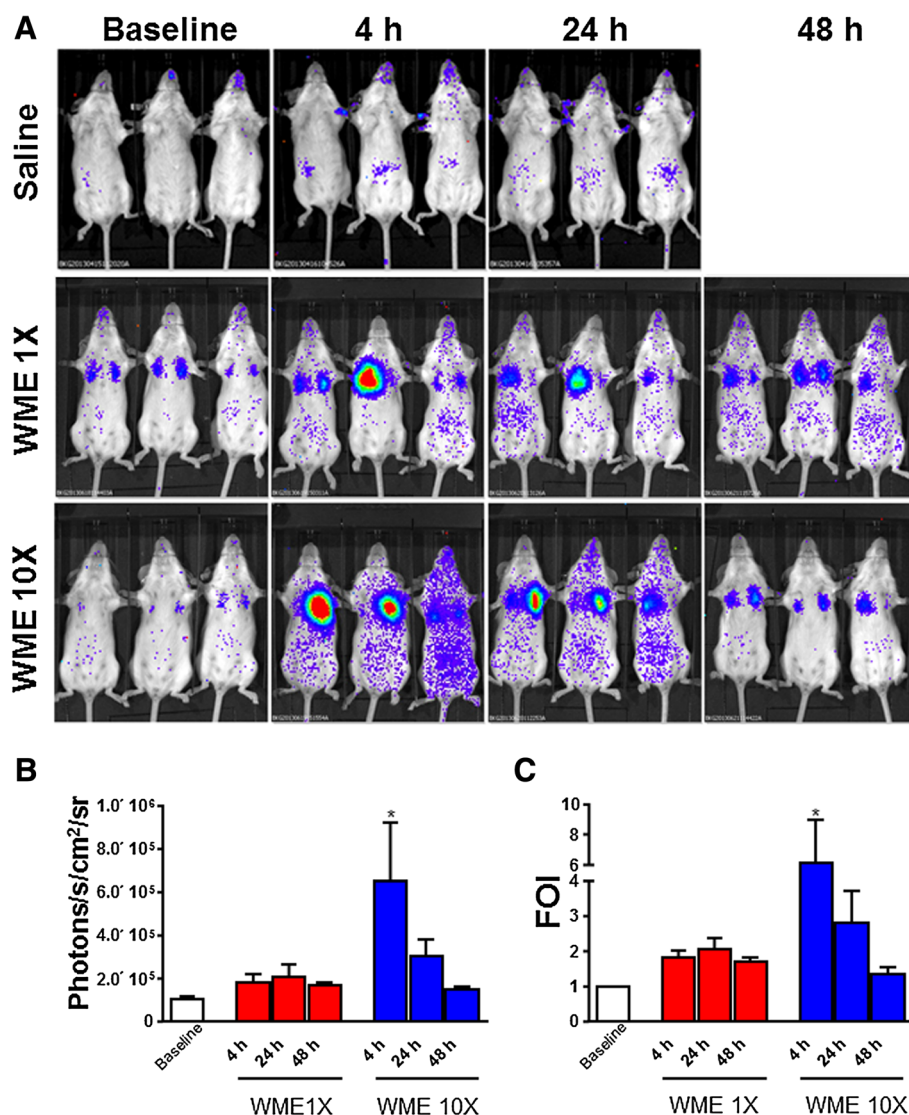 A
Baseline 4 h 24 h 48 h
Saline
WME 1X
WME 10X
B
Photons/s/cm²/sr
1.0´ 10⁶
8.0´ 10⁵
6.0´ 10⁵
4.0´ 10⁵
2.0´ 10⁵
0
*
Baseline
4 h 24 h 48 h 4 h 24 h 48 h
WME1X WME 10X
C
FOI
10
8
6
4
3
2
1
0
*
Baseline
4 h 24 h 48 h 4 h 24 h 48 h
WME 1X WME 10X